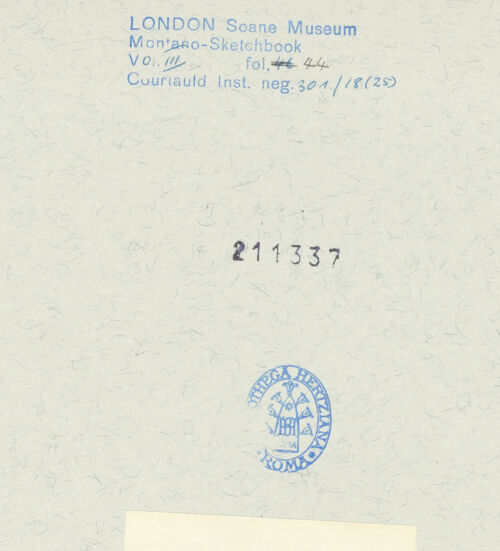 LONDON Soane Museum
Montano-Sketchbook
Vol. III fol. 44
Courtauld Inst. neg. 301/18(25)
211337
OTHECA HERTZIANA
ROMA